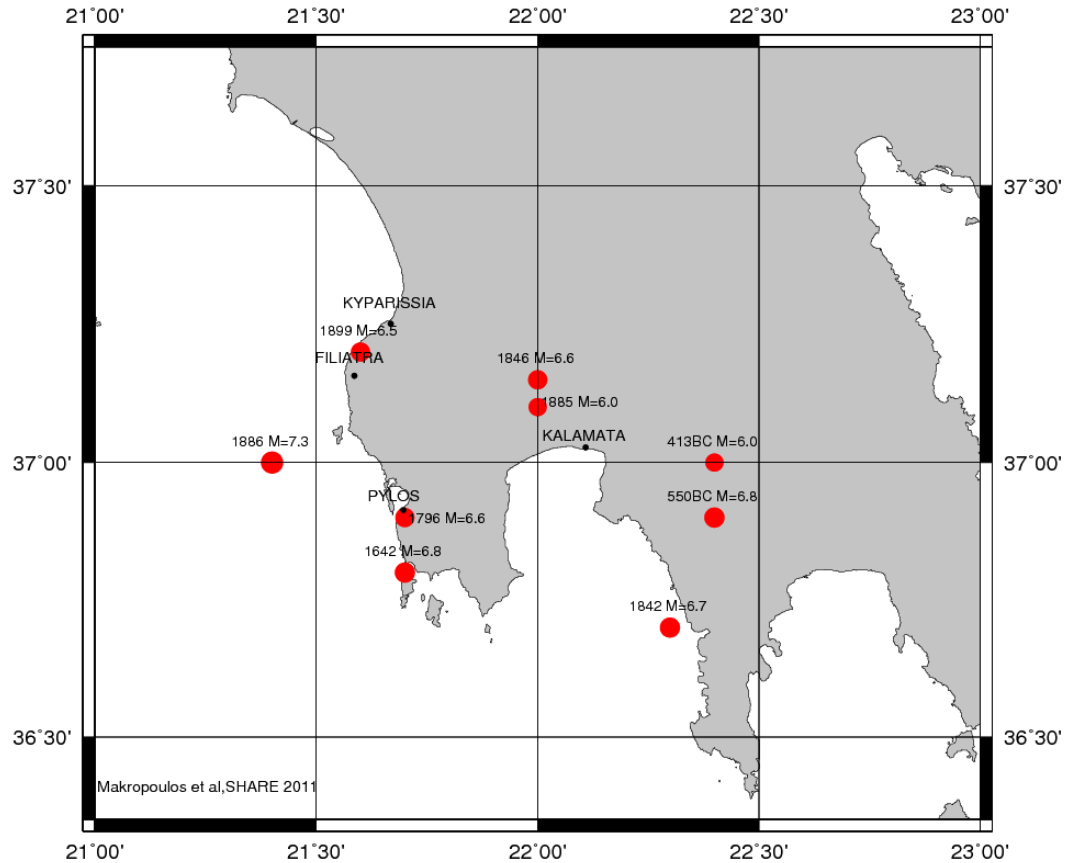 21°00' 21°30' 22°00' 22°30' 23°00'
37°30' 37°30'
KYPARISSIA
1899 M=6.5
FILIATRA
1846 M=6.6
1885 M=6.0
KALAMATA
1886 M=7.3
413BC M=6.0
37°00' 37°00'
PYLOS
550BC M=6.8
1796 M=6.6
1642 M=6.8
1842 M=6.7
36°30' 36°30'
Makropoulos et al,SHARE 2011
21°00' 21°30' 22°00' 22°30' 23°00'